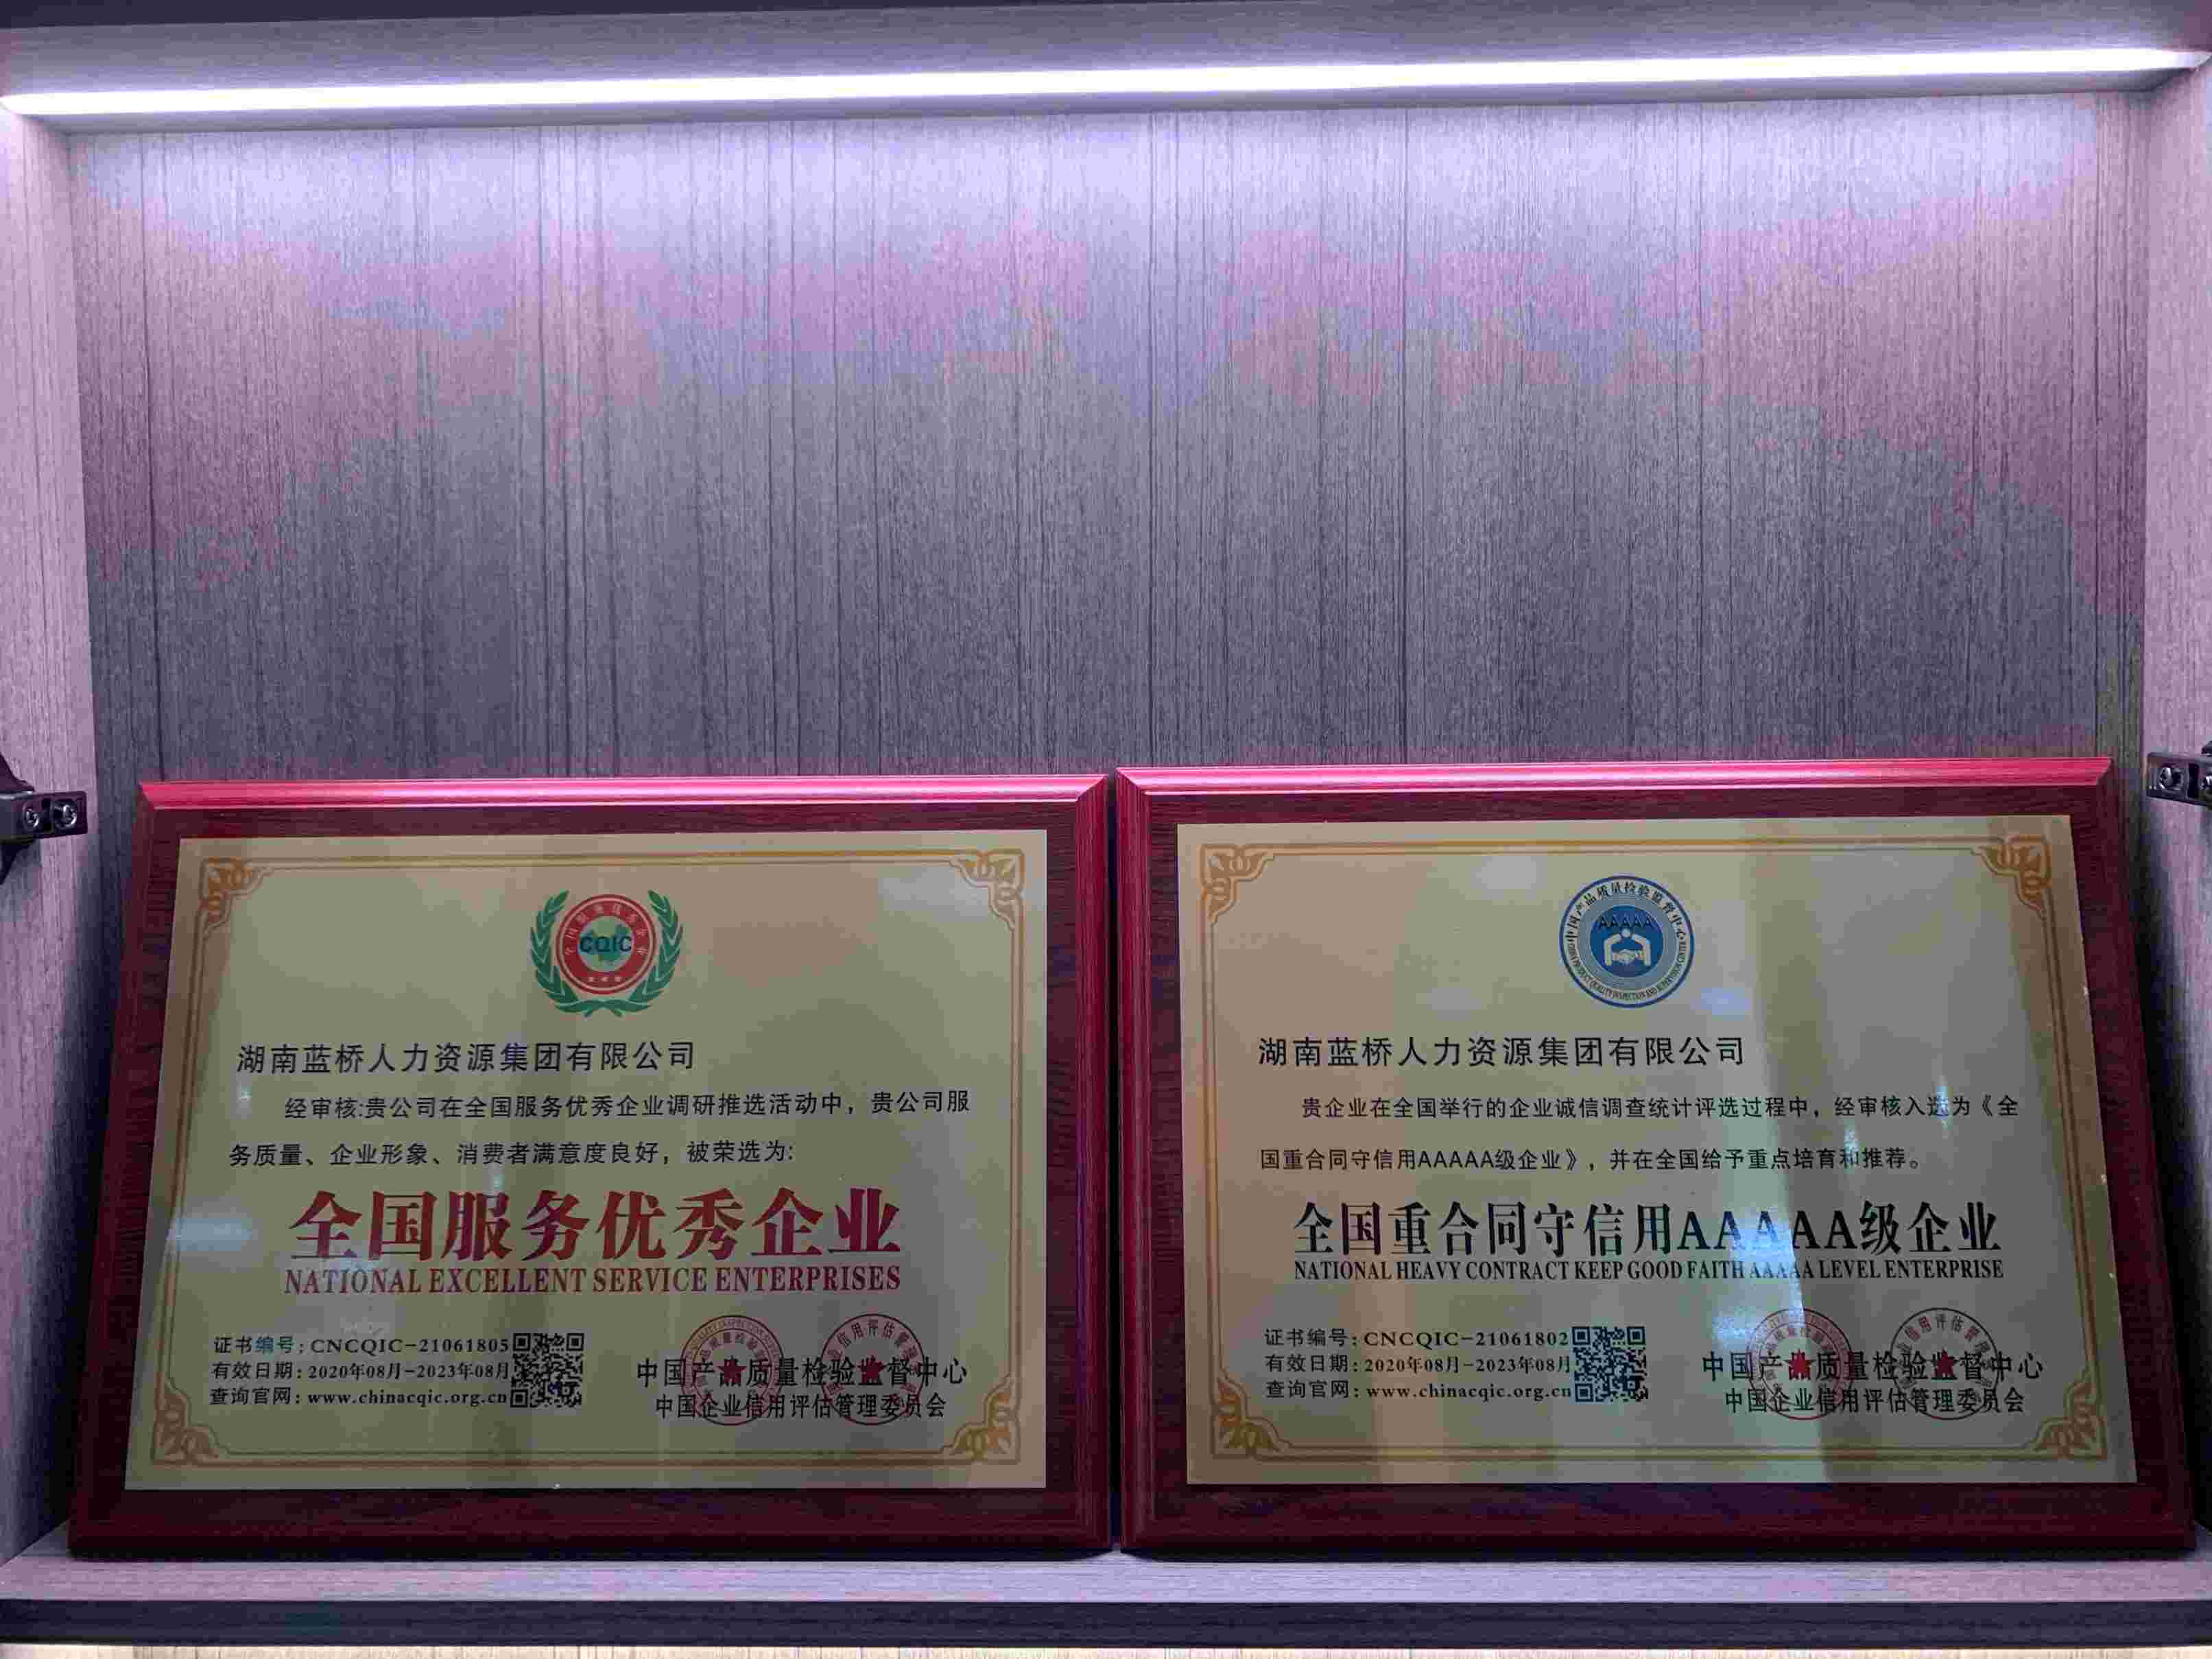 CQIC
湖南蓝桥人力资源集团有限公司
经审核:贵公司在全国服务优秀企业调研推选活动中，贵公司服
务质量、企业形象、消费者满意度良好，被荣选为:
全国服务优秀企业
NATIONAL EXCELLENT SERVICE ENTERPRISES
证书编号: CNCQIC-21061805
有效日期: 2020年08月-2023年08月
查询官网: www.chinacqic.org.cn
中国产品质量检验监督中心
中国企业信用评估管理委员会
中国产品质量检验监督中心
AAAAA
湖南蓝桥人力资源集团有限公司
贵企业在全国举行的企业诚信调查统计评选过程中，经审核入选为《全
国重合同守信用AAAAA级企业》，并在全国给予重点培育和推荐。
全国重合同守信用AAAAA级企业
NATIONAL HEAVY CONTRACT KEEP GOOD FAITH AAAAA LEVEL ENTERPRISE
证书编号: CNCQIC-21061802
有效日期: 2020年08月-2023年08月
查询官网: www.chinacqic.org.cn
中国产品质量检验监督中心
中国企业信用评估管理委员会